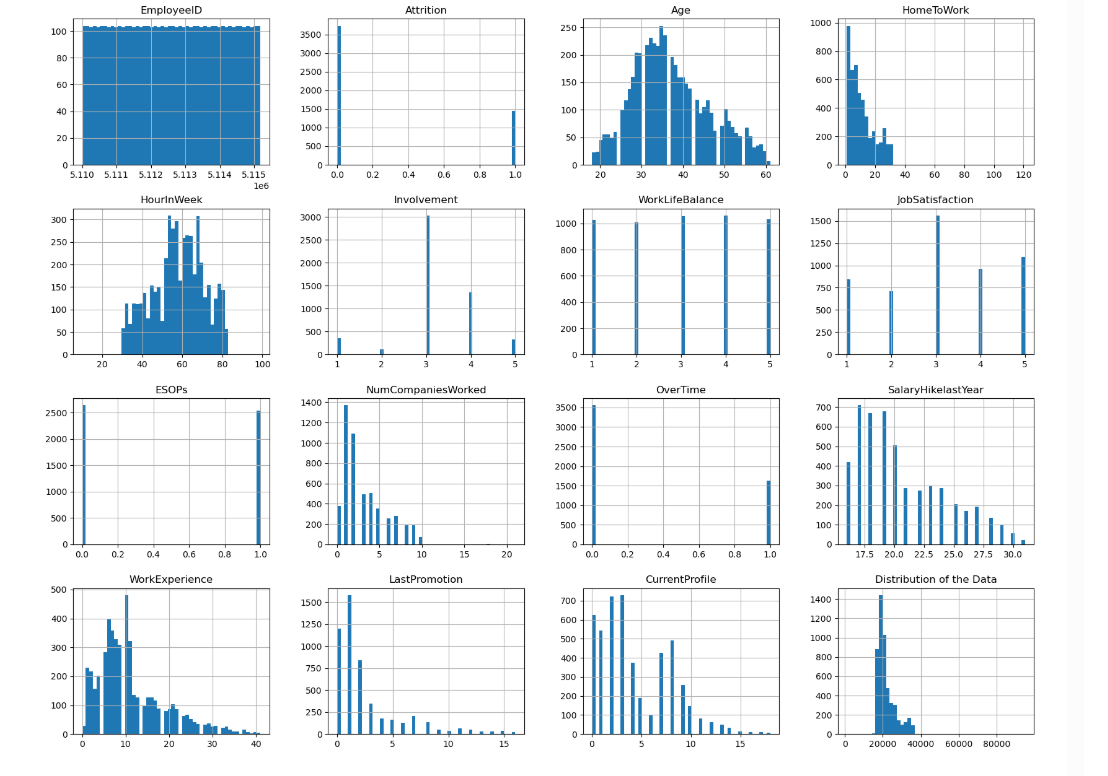 EmployeeID Attrition Age HomeToWork
100 80 60 40 20 0
5.110 5.111 5.112 5.113 5.114 5.115
1e6
3500 3000 2500 2000 1500 1000 500 0
0.0 0.2 0.4 0.6 0.8 1.0
250 200 150 100 50 0
20 30 40 50 60
1000 800 600 400 200 0
0 20 40 60 80 100 120
HourInWeek Involvement WorkLifeBalance JobSatisfaction
300 250 200 150 100 50 0
20 40 60 80 100
3000 2500 2000 1500 1000 500 0
1 2 3 4 5
1000 800 600 400 200 0
1 2 3 4 5
1500 1250 1000 750 500 250 0
1 2 3 4 5
ESOPs NumCompaniesWorked OverTime SalaryHikelastYear
2500 2000 1500 1000 500 0
0.0 0.2 0.4 0.6 0.8 1.0
1400 1200 1000 800 600 400 200 0
0 5 10 15 20
3500 3000 2500 2000 1500 1000 500 0
0.0 0.2 0.4 0.6 0.8 1.0
700 600 500 400 300 200 100 0
17.5 20.0 22.5 25.0 27.5 30.0
WorkExperience LastPromotion CurrentProfile Distribution of the Data
500 400 300 200 100 0
0 10 20 30 40
1500 1250 1000 750 500 250 0
0 5 10 15
700 600 500 400 300 200 100 0
0 5 10 15
1400 1200 1000 800 600 400 200 0
0 20000 40000 60000 80000